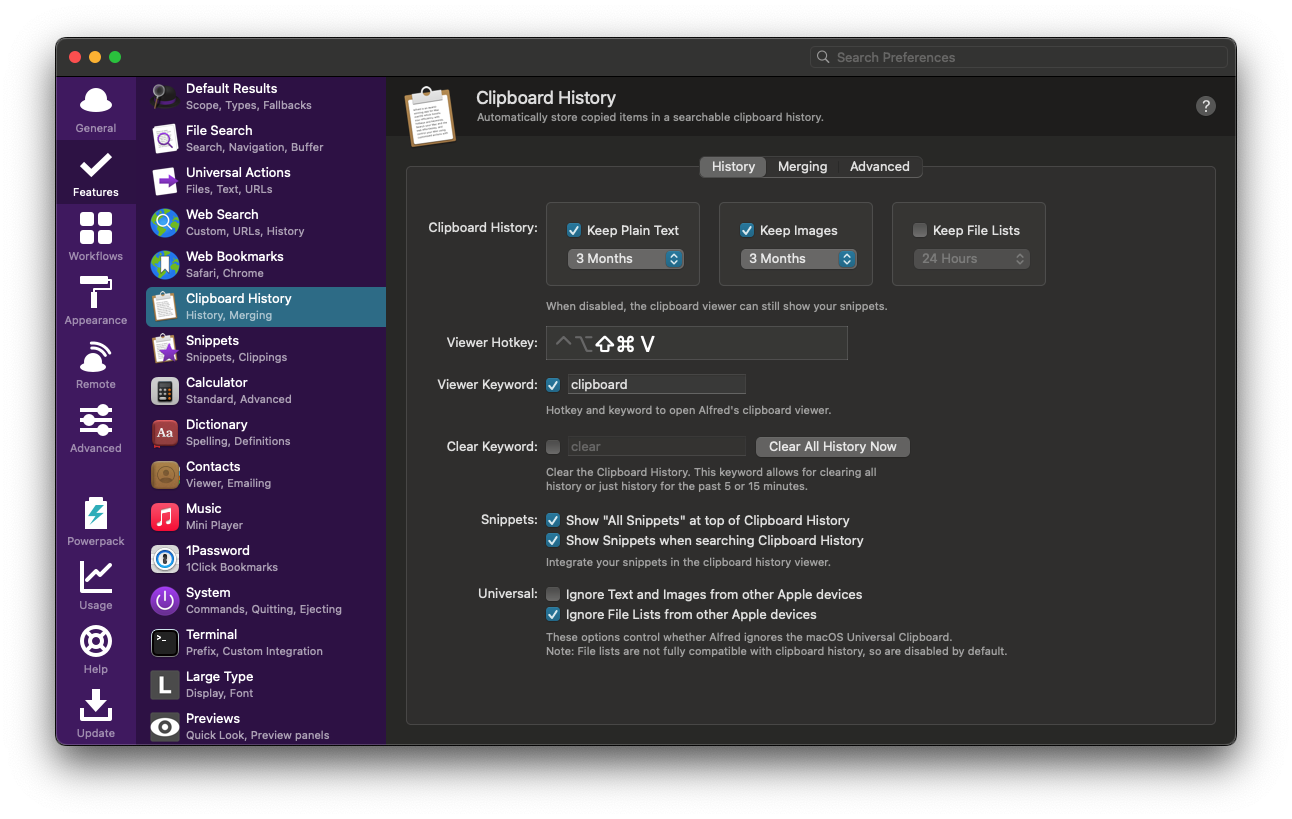 Search Preferences
General
Features
Workflows
Appearance
Remote
Advanced
Powerpack
Usage
Help
Update
Default Results
Scope, Types, Fallbacks
File Search
Search, Navigation, Buffer
Universal Actions
Files, Text, URLs
Web Search
Custom, URLs, History
Web Bookmarks
Safari, Chrome
Clipboard History
History, Merging
Snippets
Snippets, Clippings
Calculator
Standard, Advanced
Aa
Dictionary
Spelling, Definitions
Contacts
Viewer, Emailing
Music
Mini Player
1Password
1Click Bookmarks
System
Commands, Quitting, Ejecting
>_
Terminal
Prefix, Custom Integration
L
Large Type
Display, Font
Previews
Quick Look, Preview panels
Clipboard History
Automatically store copied items in a searchable clipboard history.
?
History Merging Advanced
Clipboard History: Keep Plain Text Keep Images Keep File Lists
3 Months 3 Months 24 Hours
When disabled, the clipboard viewer can still show your snippets.
Viewer Hotkey: ^⌥⇧⌘ V
Viewer Keyword: clipboard
Hotkey and keyword to open Alfred's clipboard viewer.
Clear Keyword: clear Clear All History Now
Clear the Clipboard History. This keyword allows for clearing all
history or just history for the past 5 or 15 minutes.
Snippets: Show "All Snippets" at top of Clipboard History
Show Snippets when searching Clipboard History
Integrate your snippets in the clipboard history viewer.
Universal: Ignore Text and Images from other Apple devices
Ignore File Lists from other Apple devices
These options control whether Alfred ignores the macOS Universal Clipboard.
Note: File lists are not fully compatible with clipboard history, so are disabled by default.